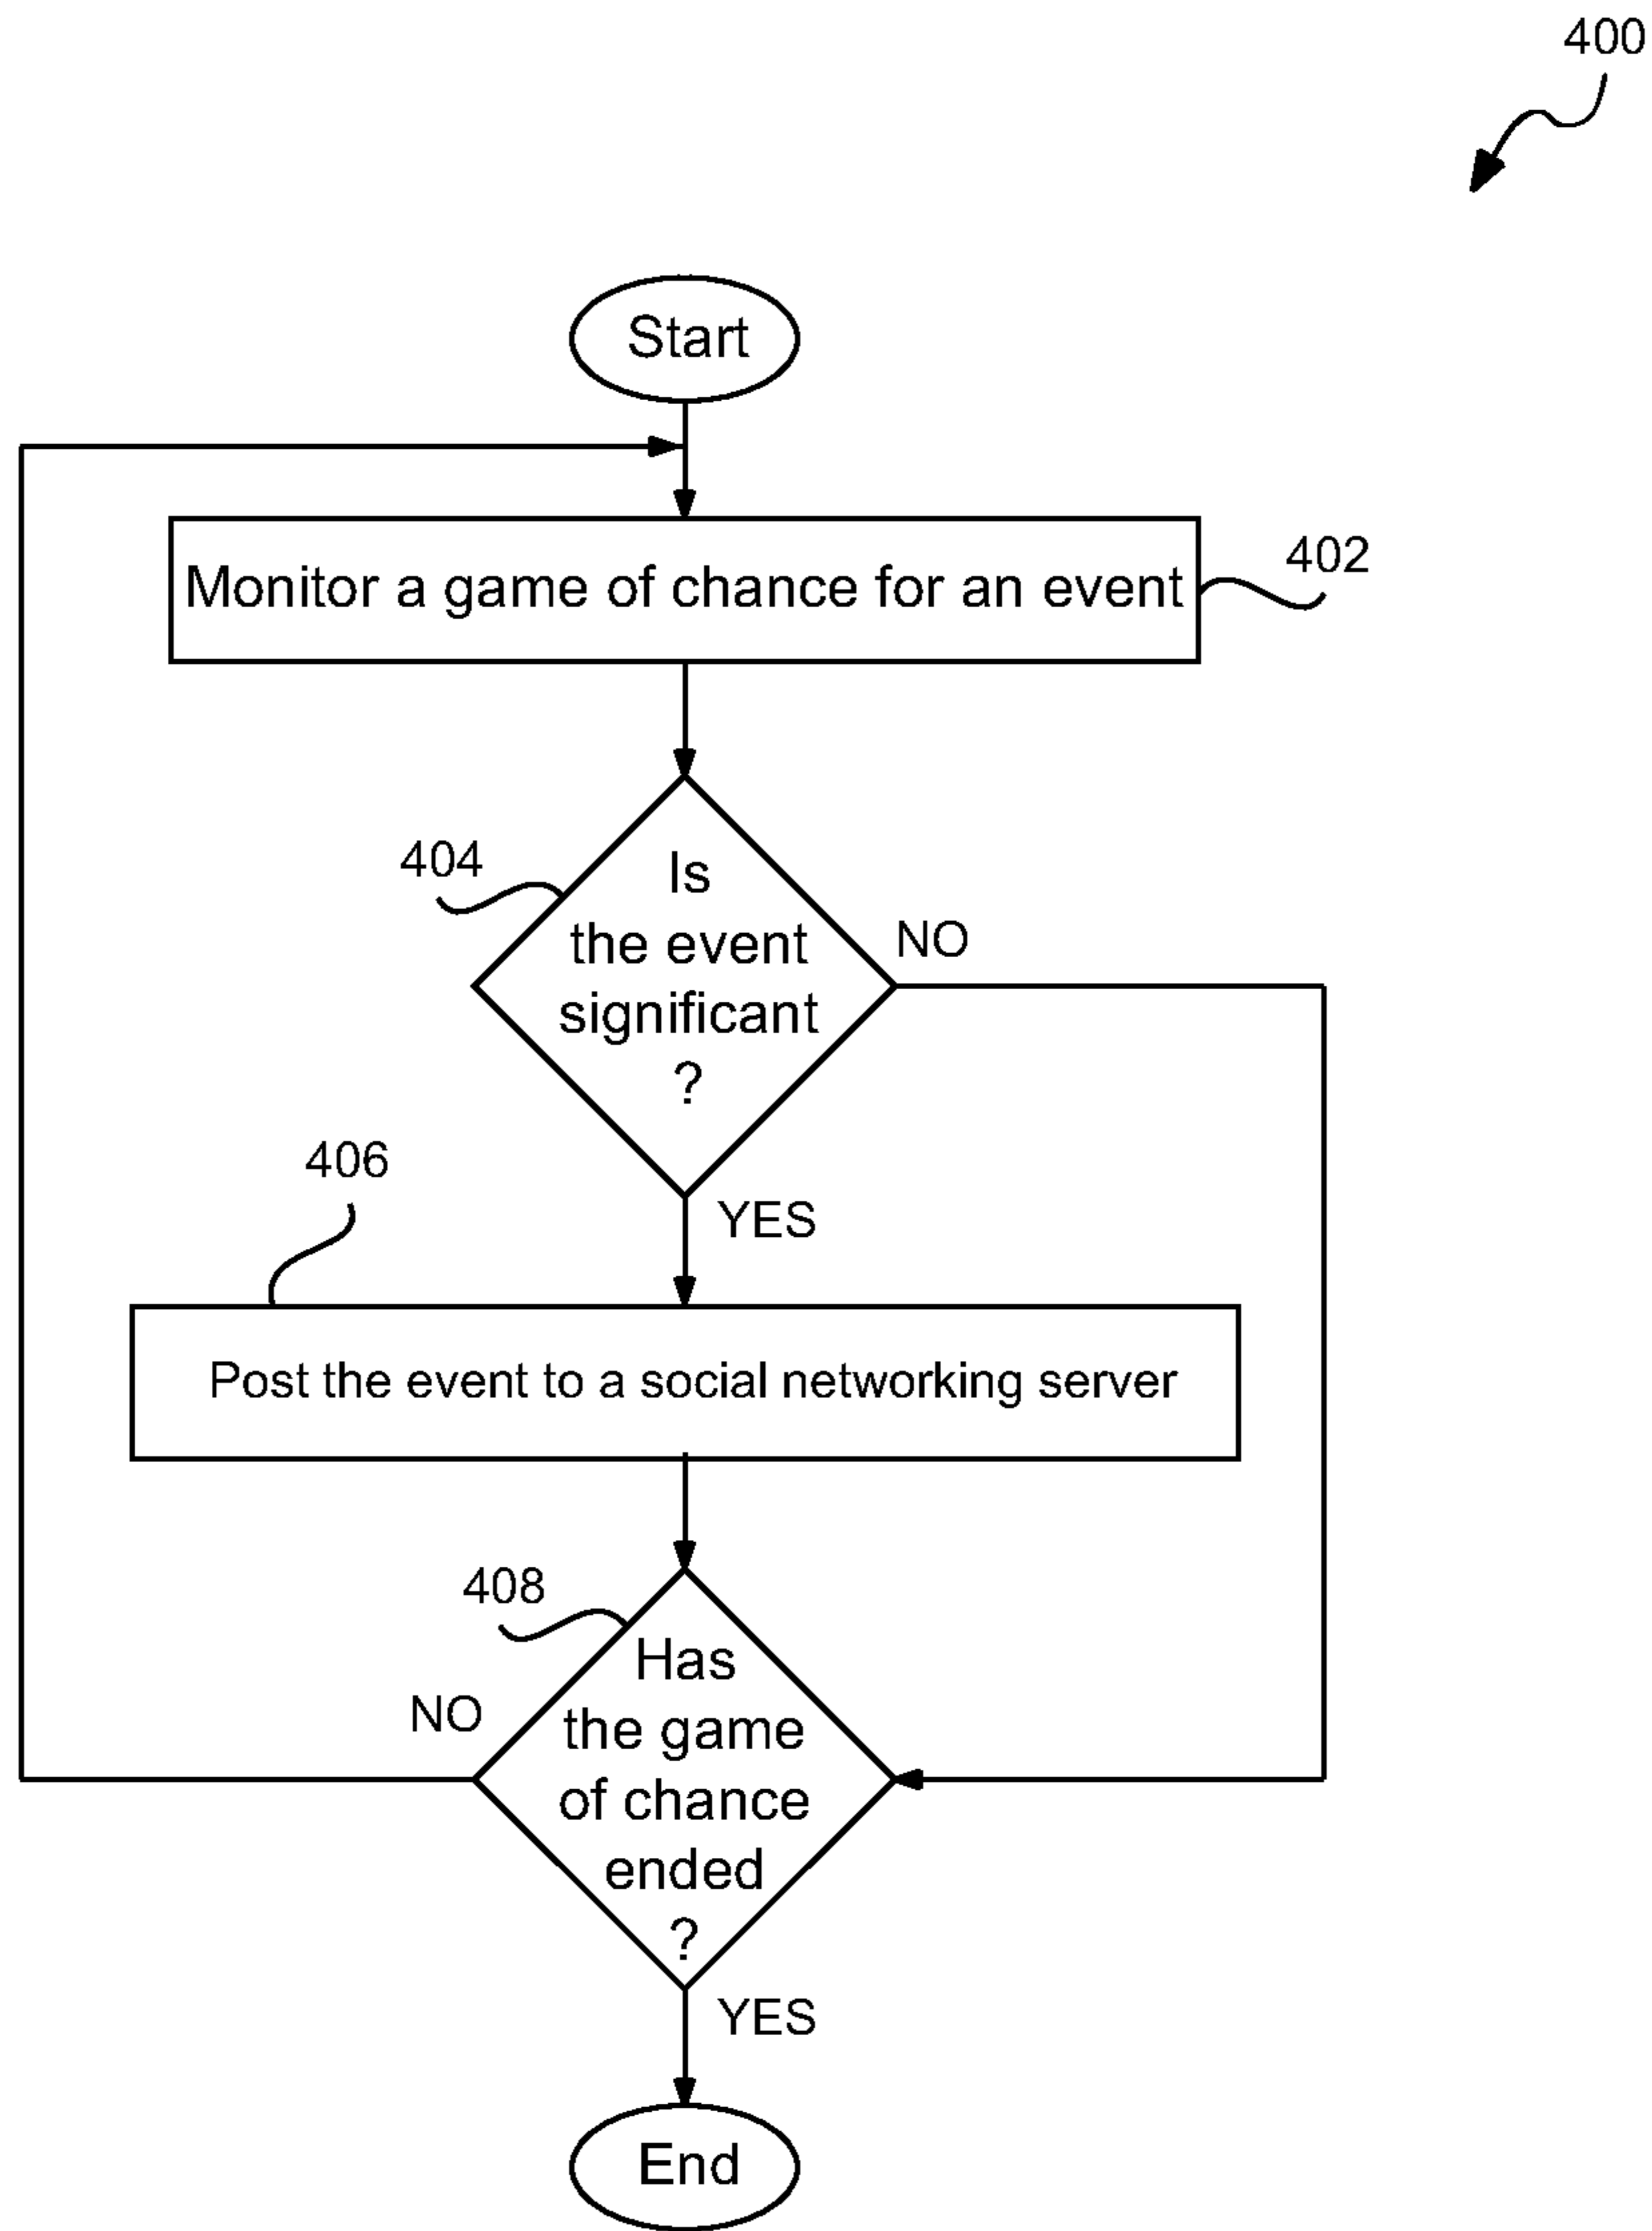 400
Start
Monitor a game of chance for an event
402
404
Is
the event
significant
?
NO
YES
406
Post the event to a social networking server
408
Has
the game
of chance
ended
?
NO
YES
End